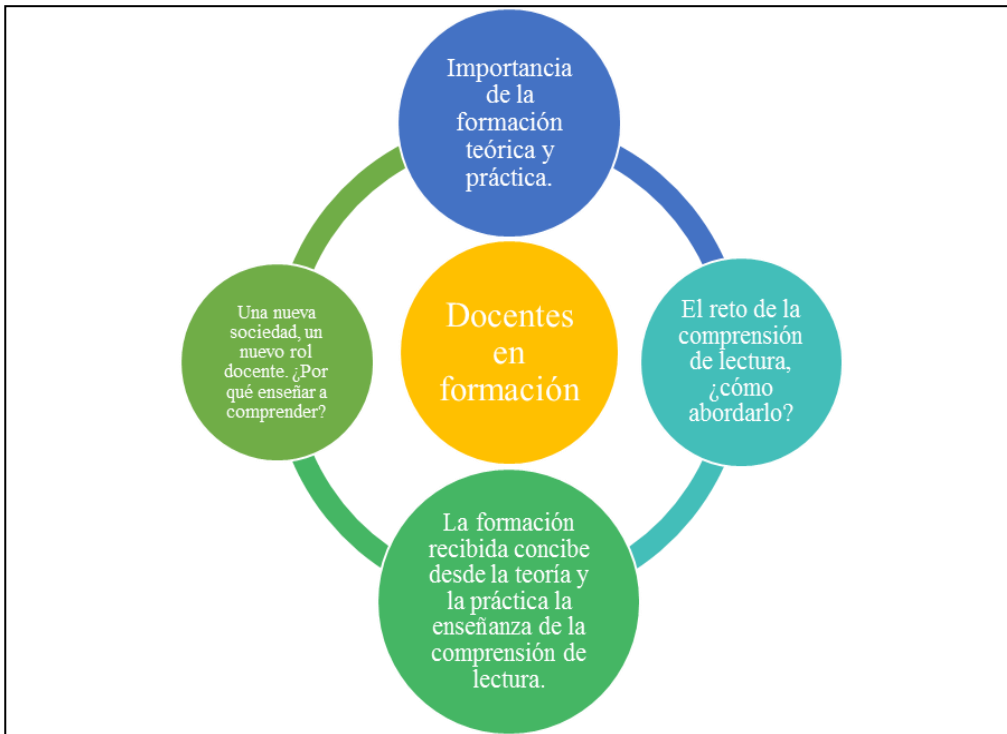 Importancia
de la
formación
teórica y
práctica.
Una nueva
sociedad, un
nuevo rol
docente. ¿Por
qué enseñar a
comprender?
Docentes
en
formación
El reto de la
comprensión
de lectura,
¿cómo
abordarlo?
La formación
recibida concibe
desde la teoría y
la práctica la
enseñanza de la
comprensión de
lectura.